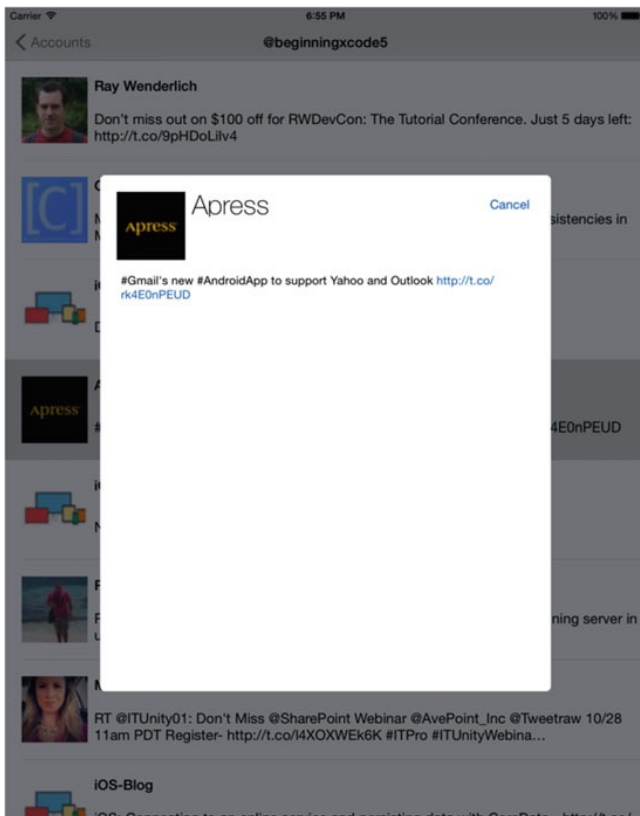 Carrier 6:55 PM 100%
Accounts @beginningxcode5
Ray Wenderlich
Don't miss out on $100 off for RWDevCon: The Tutorial Conference. Just 5 days left:
http://t.co/9pHDoLilv4
[C]
sistencies in
Apress
Apress
Cancel
#Gmail's new #AndroidApp to support Yahoo and Outlook http://t.co/
rk4E0nPEUD
Apress
4E0nPEUD
ning server in
RT @ITUnity01: Don't Miss @SharePoint Webinar @AvePoint_Inc @Tweetraw 10/28
11am PDT Register- http://t.co/l4XOXWEk6K #ITPro #ITUnityWebina...
iOS-Blog